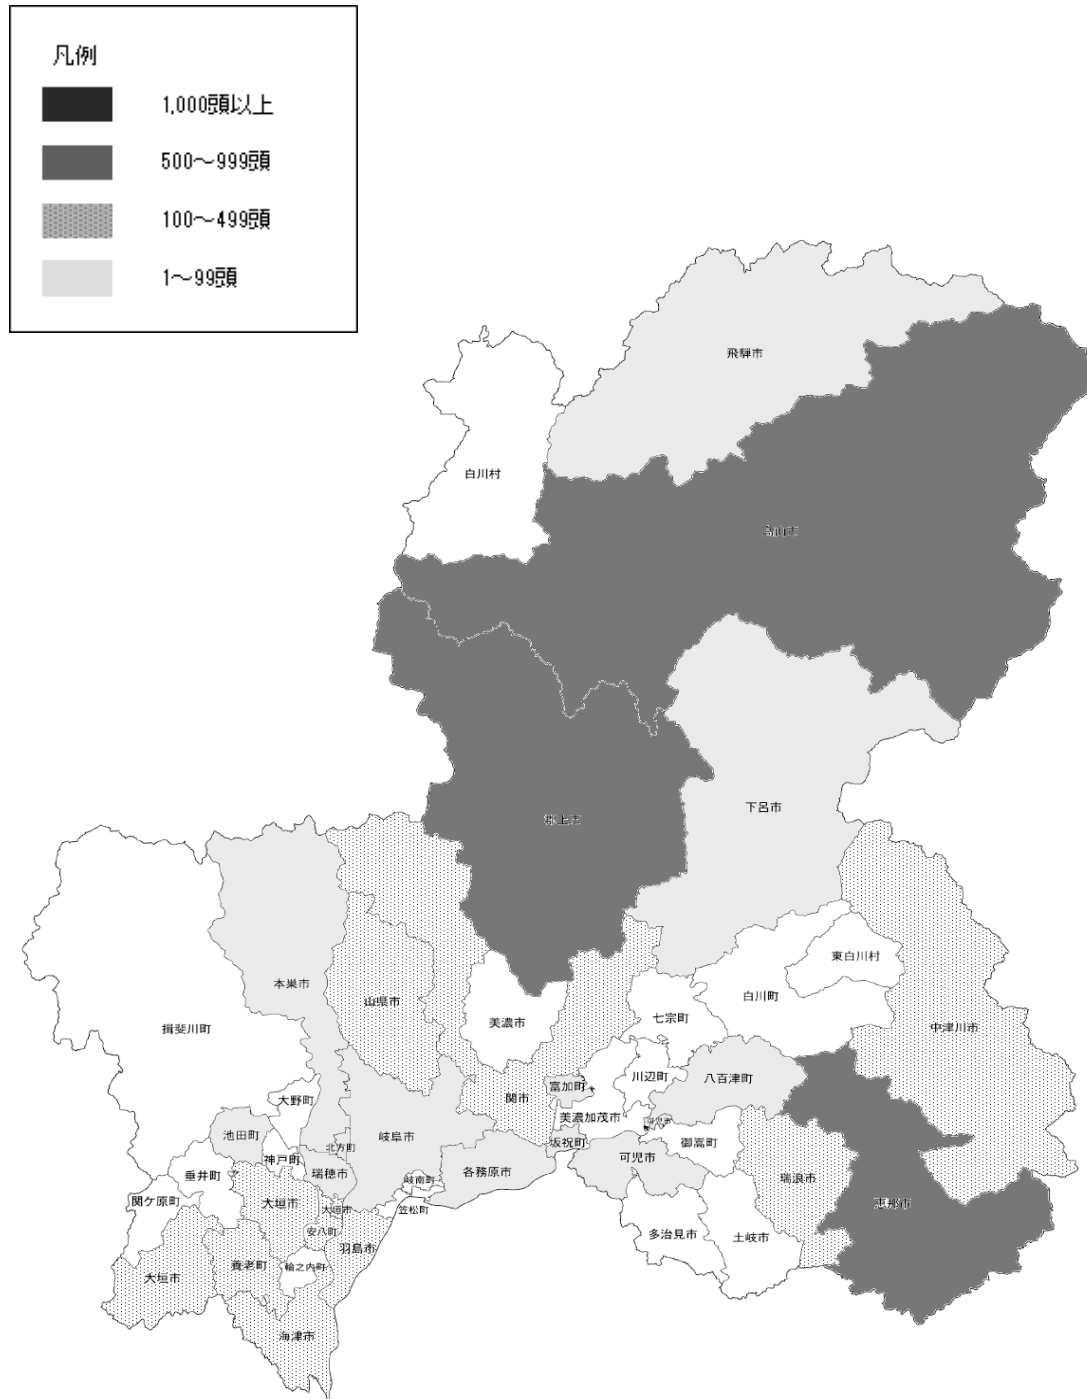 凡例
1,000頭以上
500～999頭
100～499頭
1～99頭
飛騨市
白川村
高山市
下呂市
郡上市
東白川村
本巣市
白川町
山県市
七宗町
美濃市
中津川市
揖斐川町
川辺町
八百津町
富加町
関市
大野町
美濃加茂市
池田町
岐阜市
坂祝町
御嵩町
北方町
神戸町
可児市
各務原市
瑞穂市
垂井町
岐南町
瑞浪市
関ケ原町
大垣市
恵那市
笠松町
大垣市
安八町
多治見市
土岐市
羽島市
養老町
輪之内町
大垣市
海津市